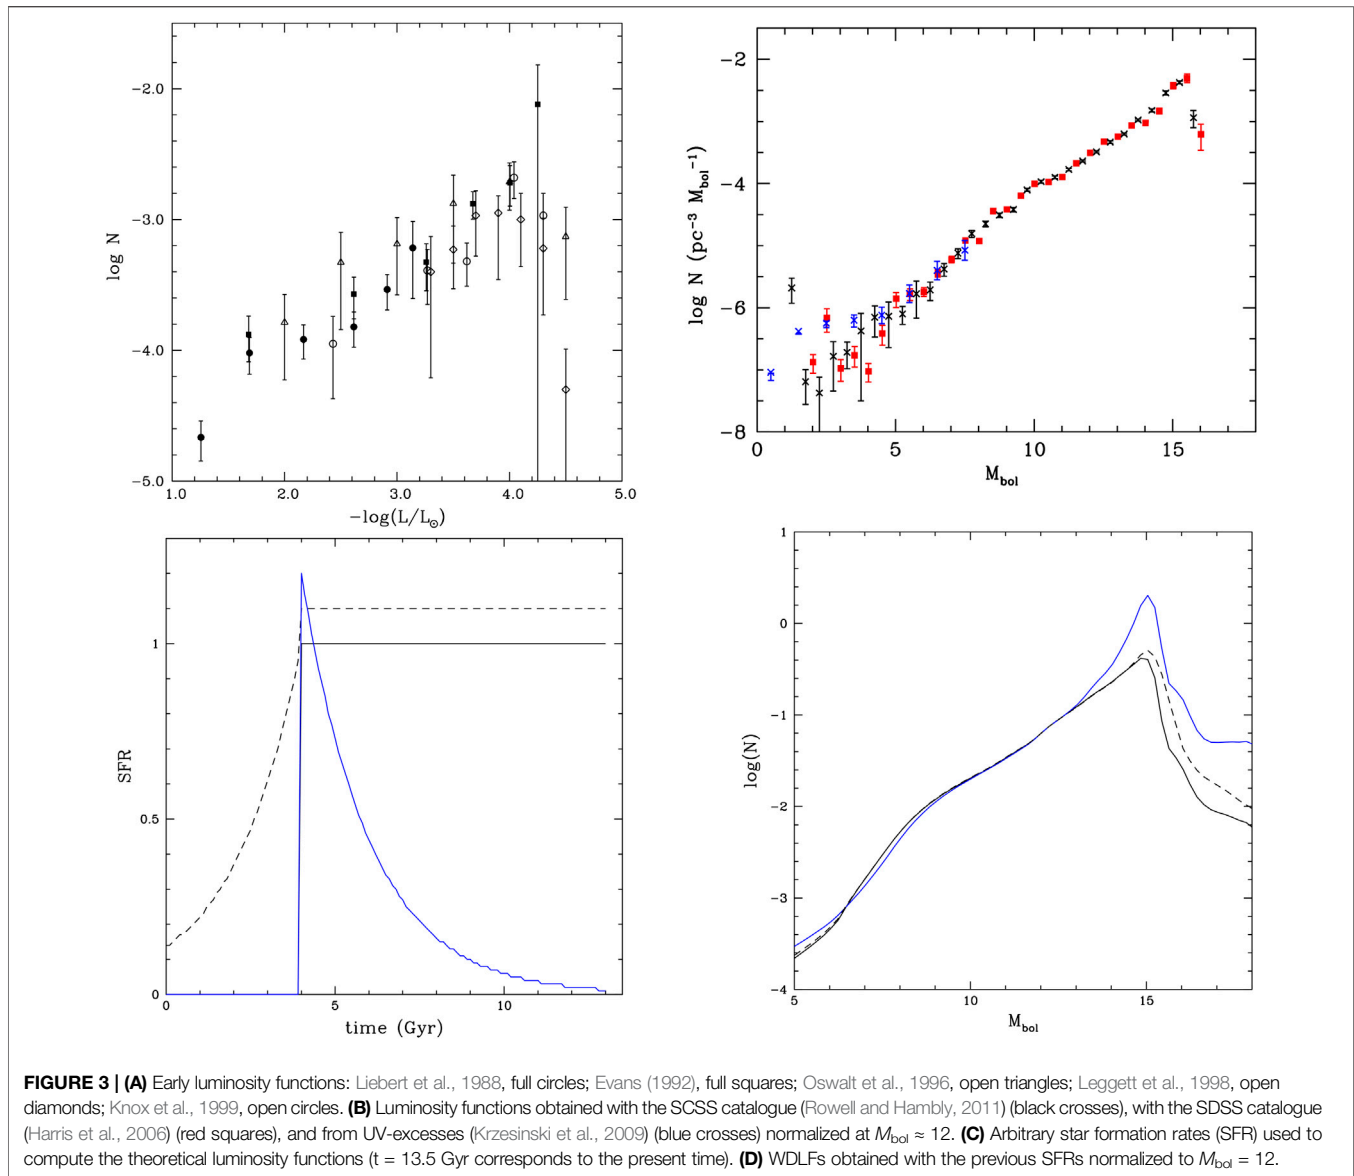 -2.0
-3.0
-4.0
-5.0
log N
1.0 2.0 3.0 4.0 5.0
-log(L/L⊙)
-2
-4
-6
-8
log N (pc⁻³ M_bol⁻¹)
0 5 10 15
M_bol
1
0.5
0
SFR
0 5 10
time (Gyr)
1
0
-1
-2
-3
-4
log(N)
5 10 15
M_bol
FIGURE 3 | (A) Early luminosity functions: Liebert et al., 1988, full circles; Evans (1992), full squares; Oswalt et al., 1996, open triangles; Leggett et al., 1998, open
diamonds; Knox et al., 1999, open circles. (B) Luminosity functions obtained with the SCSS catalogue (Rowell and Hambly, 2011) (black crosses), with the SDSS catalogue
(Harris et al., 2006) (red squares), and from UV-excesses (Krzesinski et al., 2009) (blue crosses) normalized at M_bol ≈ 12. (C) Arbitrary star formation rates (SFR) used to
compute the theoretical luminosity functions (t = 13.5 Gyr corresponds to the present time). (D) WDLFs obtained with the previous SFRs normalized to M_bol = 12.